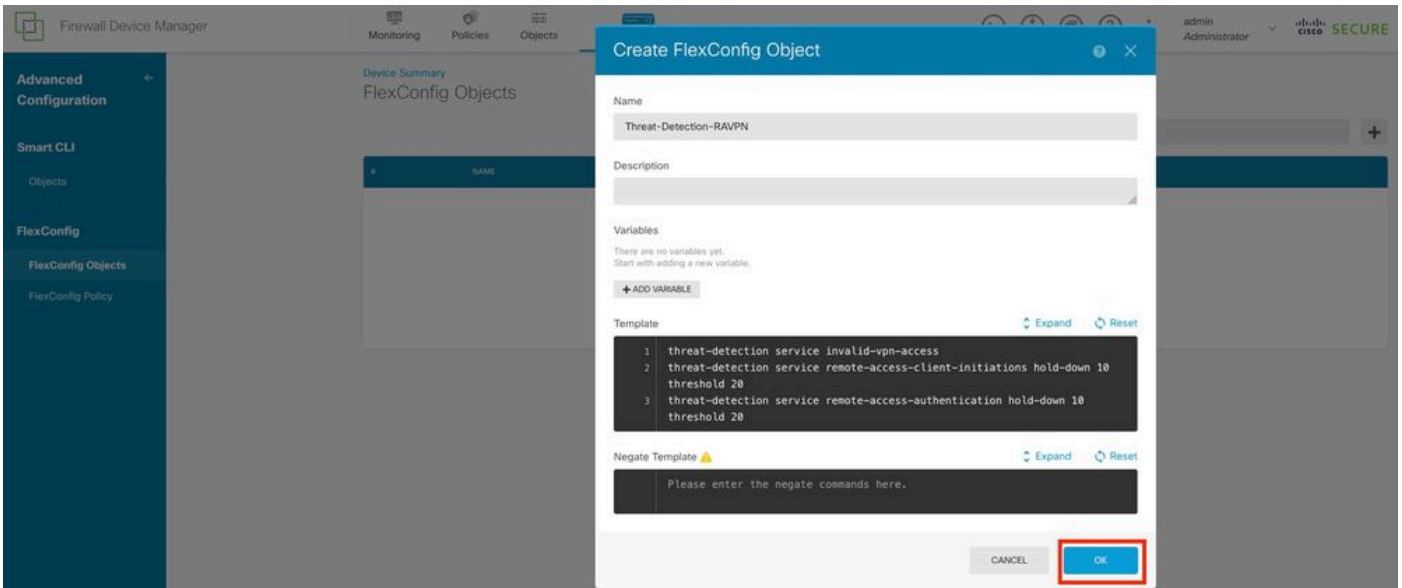 Firewall Device Manager
Monitoring
Policies
Objects
admin
Administrator
cisco SECURE
Advanced
Configuration
Smart CLI
Objects
FlexConfig
FlexConfig Objects
FlexConfig Policy
Device Summary
FlexConfig Objects
#
NAME
Create FlexConfig Object
Name
Threat-Detection-RAVPN
Description
Variables
There are no variables yet.
Start with adding a new variable.
+ ADD VARIABLE
Template
Expand
Reset
1 threat-detection service invalid-vpn-access
2 threat-detection service remote-access-client-initiations hold-down 10
threshold 20
3 threat-detection service remote-access-authentication hold-down 10
threshold 20
Negate Template
Expand
Reset
Please enter the negate commands here.
CANCEL
OK